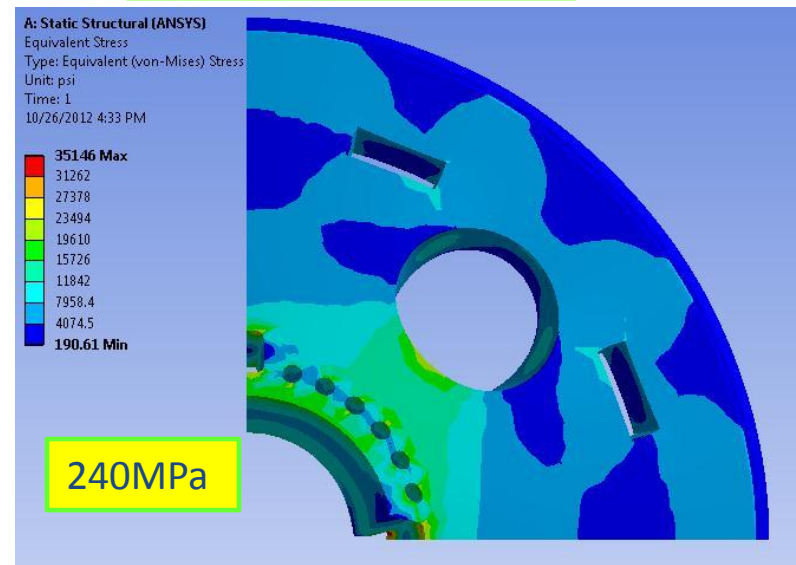 A: Static Structural (ANSYS)
Equivalent Stress
Type: Equivalent (von-Mises) Stress
Unit: psi
Time: 1
10/26/2012 4:33 PM
35146 Max
31262
27378
23494
19610
15726
11842
7958.4
4074.5
190.61 Min
240MPa